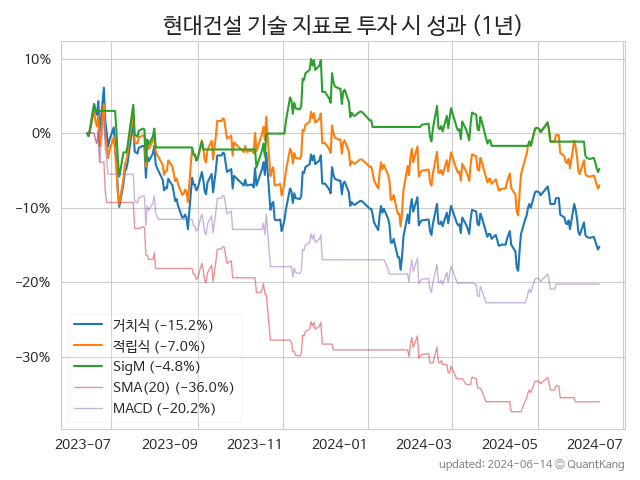 현대건설 기술 지표로 투자 시 성과 (1년)
10%
0%
−10%
−20%
−30%
거치식 (−15.2%)
적립식 (−7.0%)
SigM (−4.8%)
SMA(20) (−36.0%)
MACD (−20.2%)
2023-07 2023-09 2023-11 2024-01 2024-03 2024-05 2024-07
updated: 2024-06-14 © QuantKang